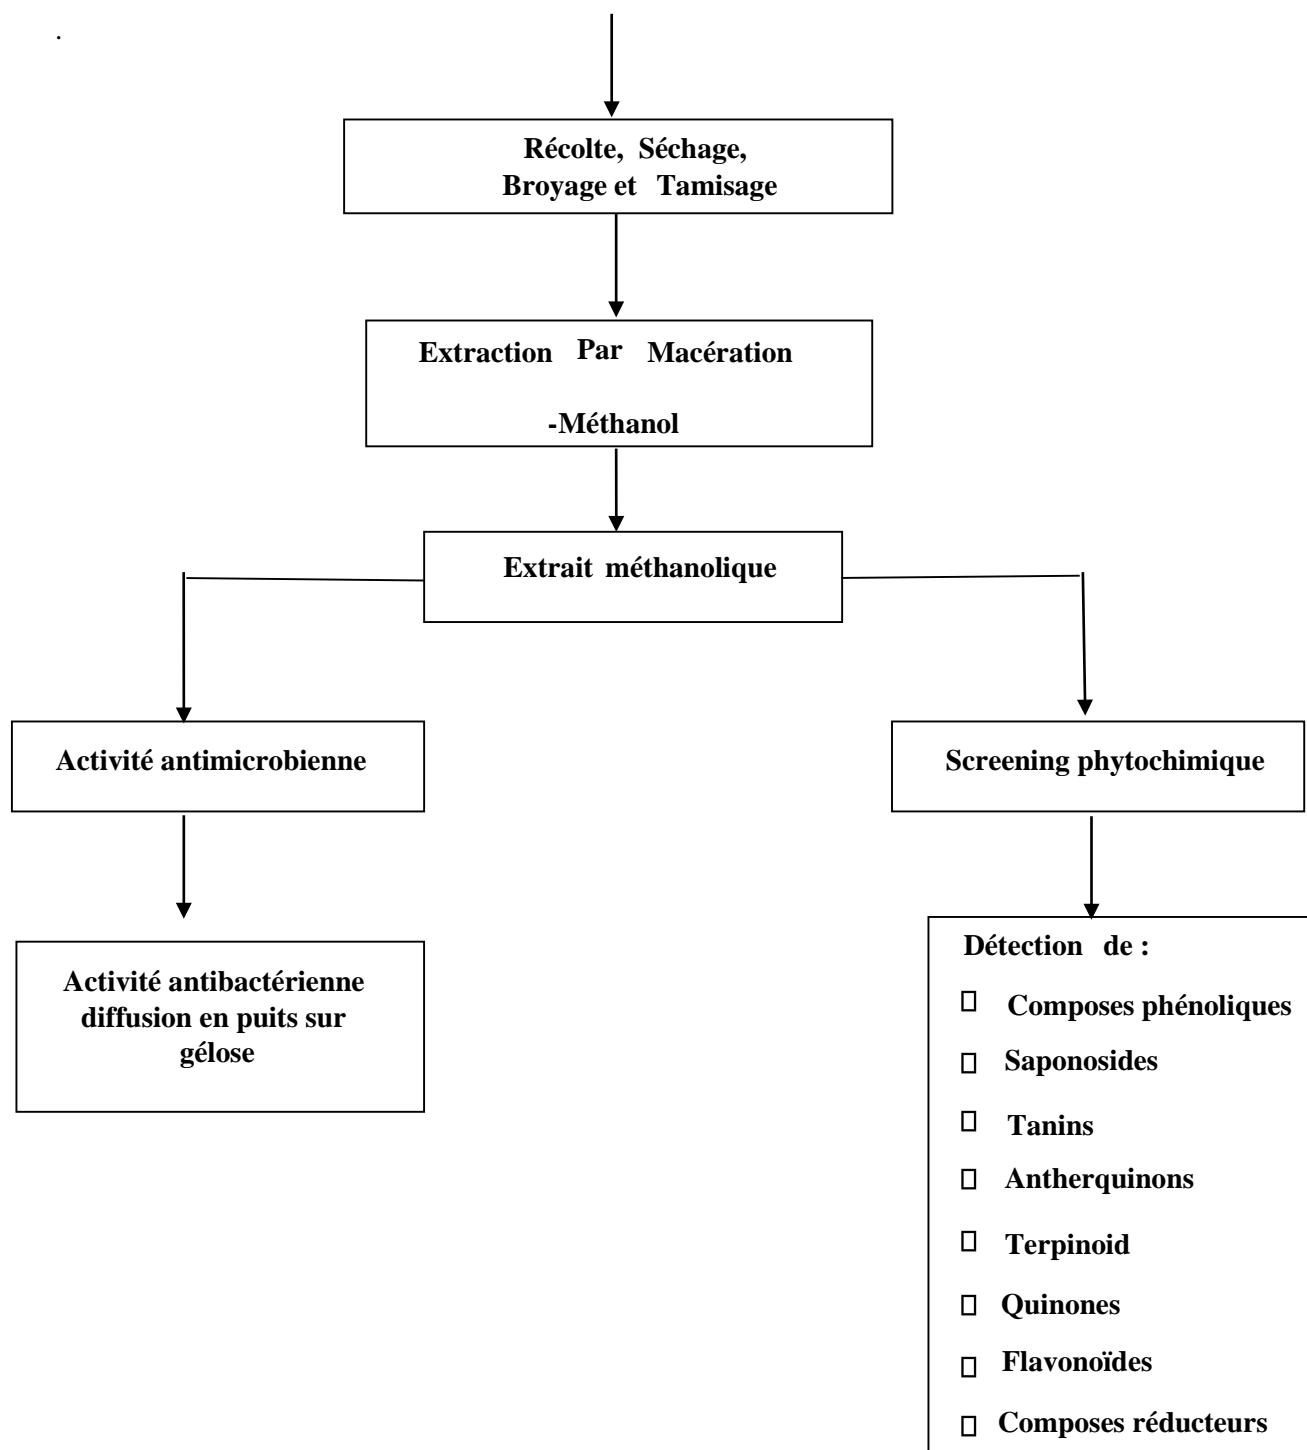 .
Récolte, Séchage,
Broyage et Tamisage
Extraction Par Macération
-Méthanol
Extrait méthanolique
Activité antimicrobienne
Screening phytochimique
Activité antibactérienne
diffusion en puits sur
gélose
Détection de :
Composes phénoliques
Saponosides
Tanins
Antherquinons
Terpinoid
Quinones
Flavonoïdes
Composes réducteurs